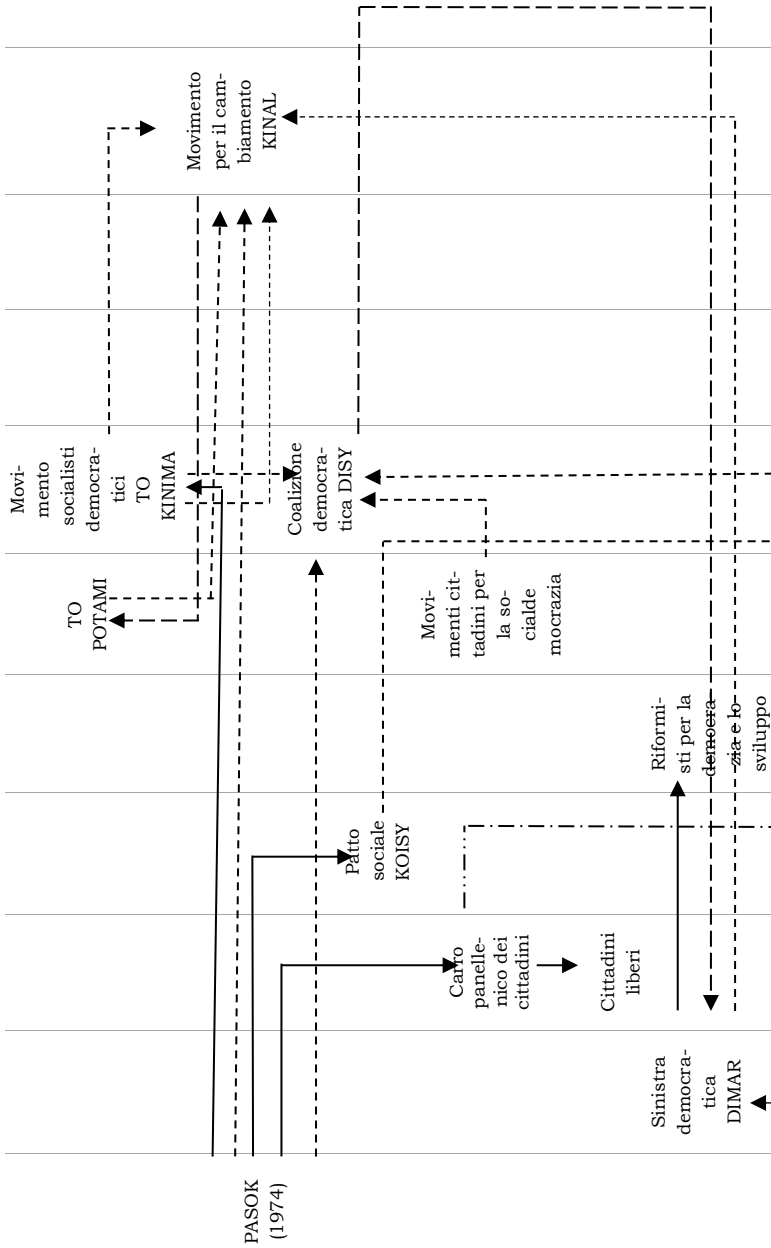 PASOK
(1974)
Sinistra
democra-
tica
DIMAR
Carro
panelle-
nico dei
cittadini
Cittadini
liberi
Patto
sociale
KOISY
Riformi-
sti per la
democra-
zia e lo
sviluppo
TO
POTAMI
Movi-
menti cit-
tadini per
la so-
cialde
mocrazia
Movi-
mento
socialisti
democra-
tici
TO
KINIMA
Coalizione
democra-
tica DISY
Movimento
per il cam-
biamento
KINAL